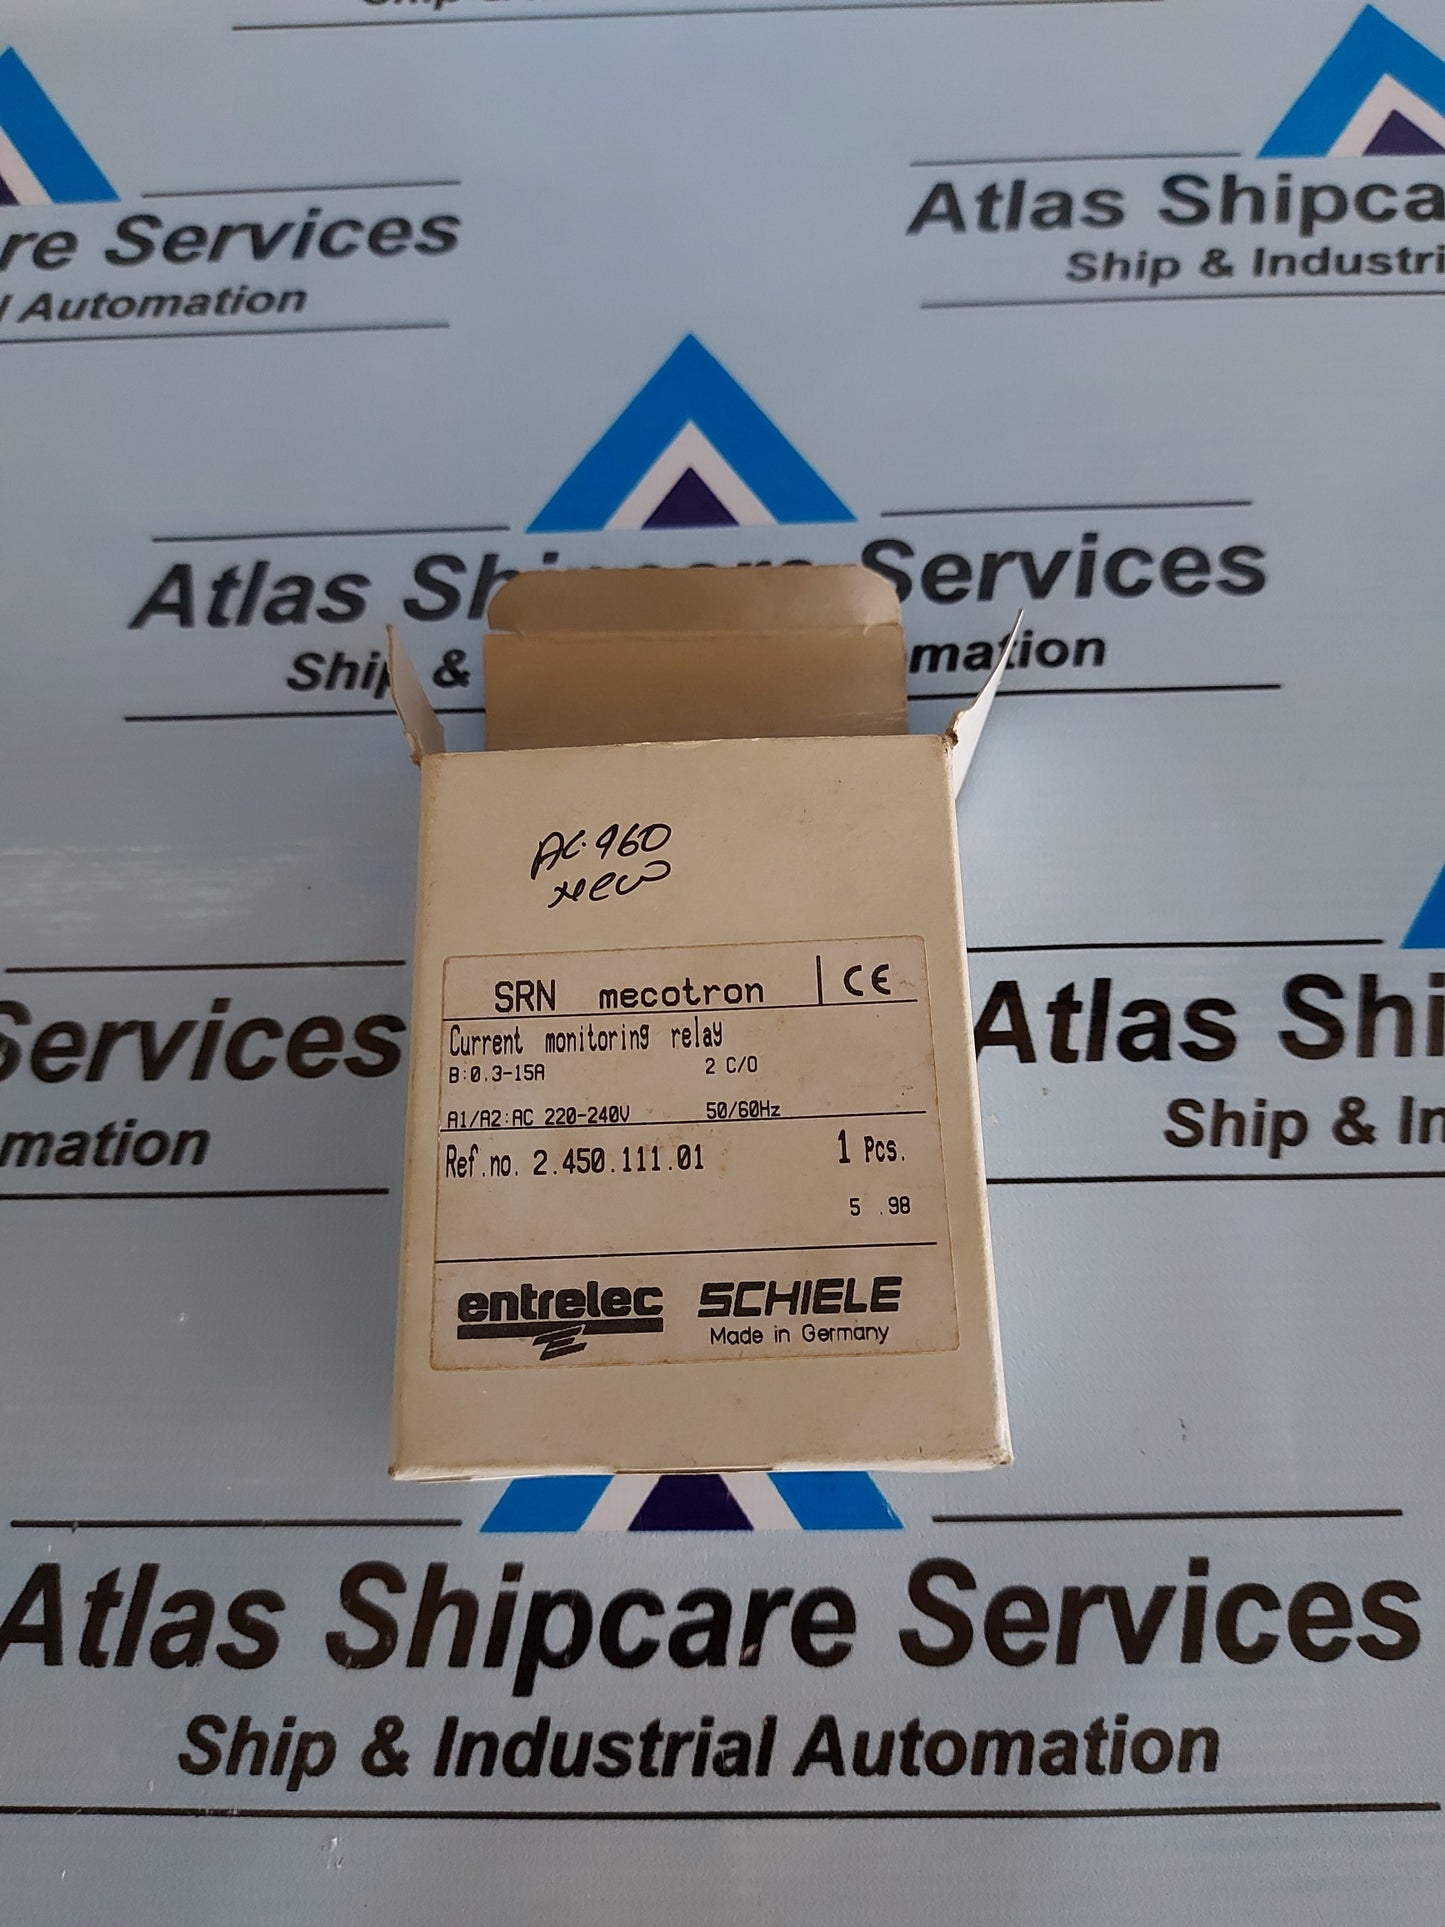 re Services
l Automation
Atlas Shipca
Ship & Industri
Atlas Sh pcare Services
Ship & mation
AC-960
new
SRN mecotron CE
Current monitoring relay
B:0.3-15A 2 C/O
A1/A2:AC 220-240V 50/60Hz
Ref.no. 2.450.111.01 1 Pcs.
5 .98
entrelec SCHIELE
Made in Germany
Services
mation
Atlas Shi
Ship & In
Atlas Shipcare Services
Ship & Industrial Automation